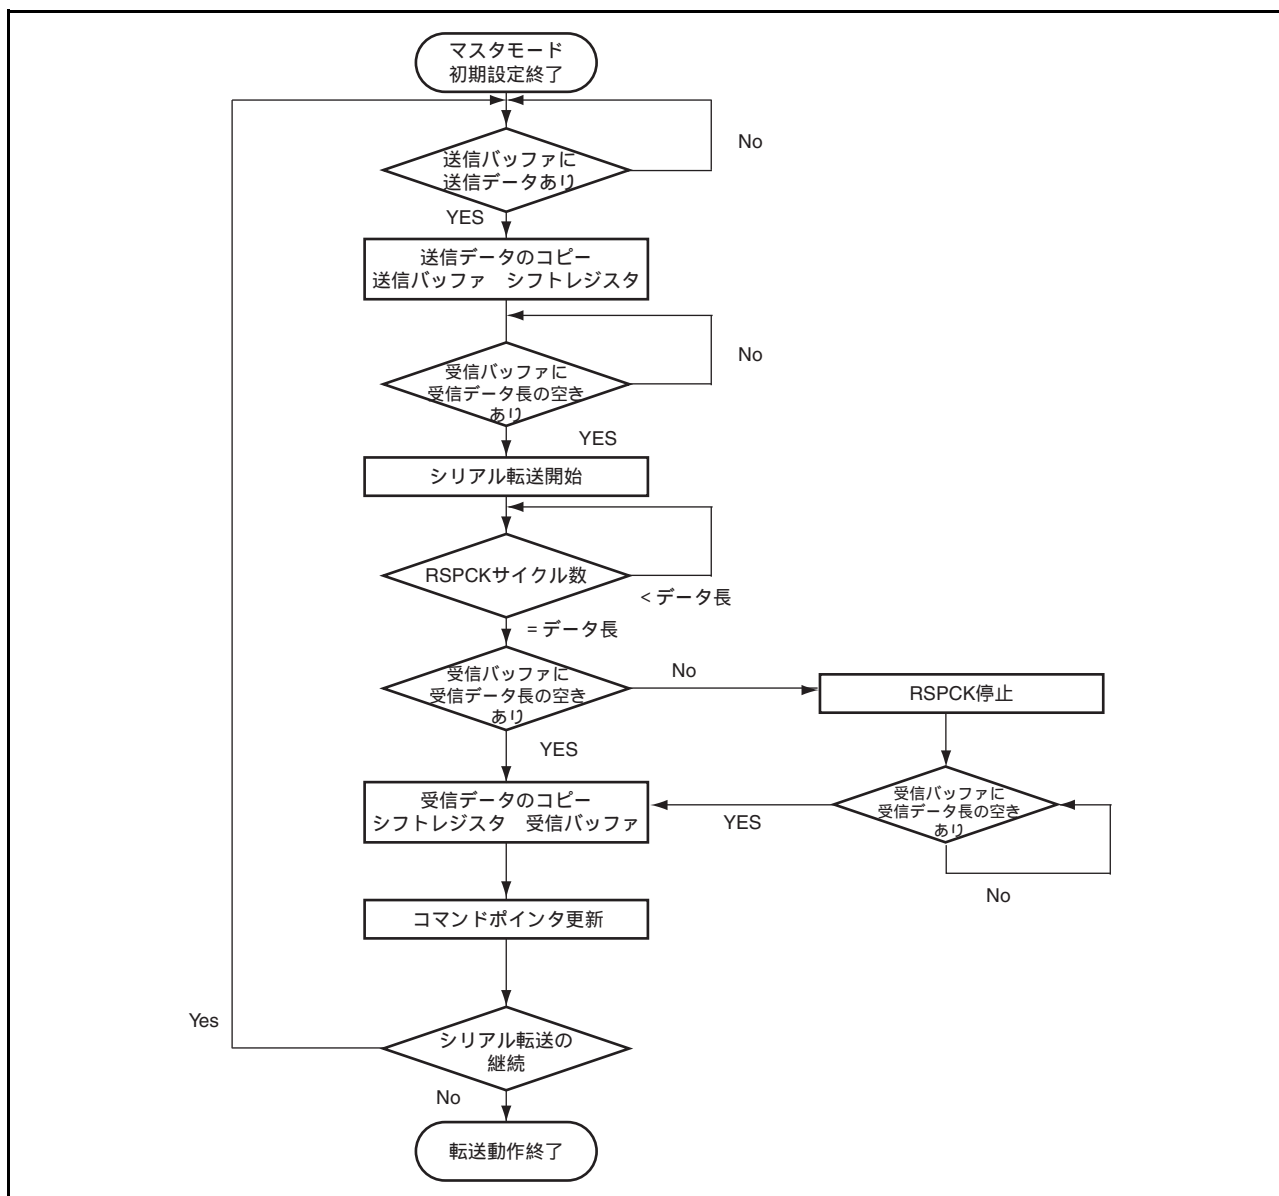 マスタモード
初期設定終了
No
送信バッファに
送信データあり
YES
送信データのコピー
送信バッファ　シフトレジスタ
No
受信バッファに
受信データ長の空き
あり
YES
シリアル転送開始
RSPCKサイクル数
< データ長
= データ長
受信バッファに
受信データ長の空き
あり
No
RSPCK停止
YES
受信データのコピー
シフトレジスタ　受信バッファ
YES
受信バッファに
受信データ長の空き
あり
No
コマンドポインタ更新
Yes
シリアル転送の
継続
No
転送動作終了